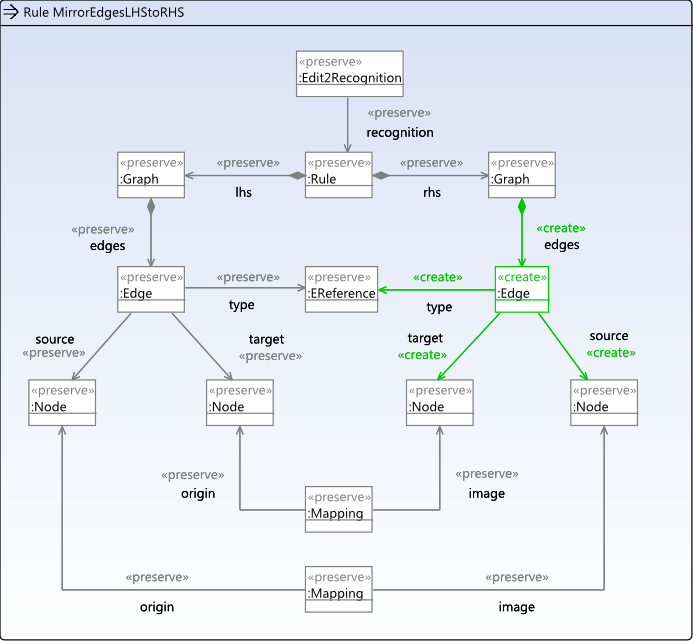 Rule MirrorEdgesLHStoRHS
«preserve»
:Edit2Recognition
«preserve»
recognition
«preserve»
:Graph
«preserve»
lhs
«preserve»
:Rule
«preserve»
rhs
«preserve»
:Graph
«preserve»
edges
«create»
edges
«preserve»
:Edge
«preserve»
type
«preserve»
:EReference
«create»
type
«create»
:Edge
source
«preserve»
target
«preserve»
target
«create»
source
«create»
«preserve»
:Node
«preserve»
:Node
«preserve»
:Node
«preserve»
:Node
«preserve»
origin
«preserve»
:Mapping
«preserve»
image
«preserve»
origin
«preserve»
:Mapping
«preserve»
image